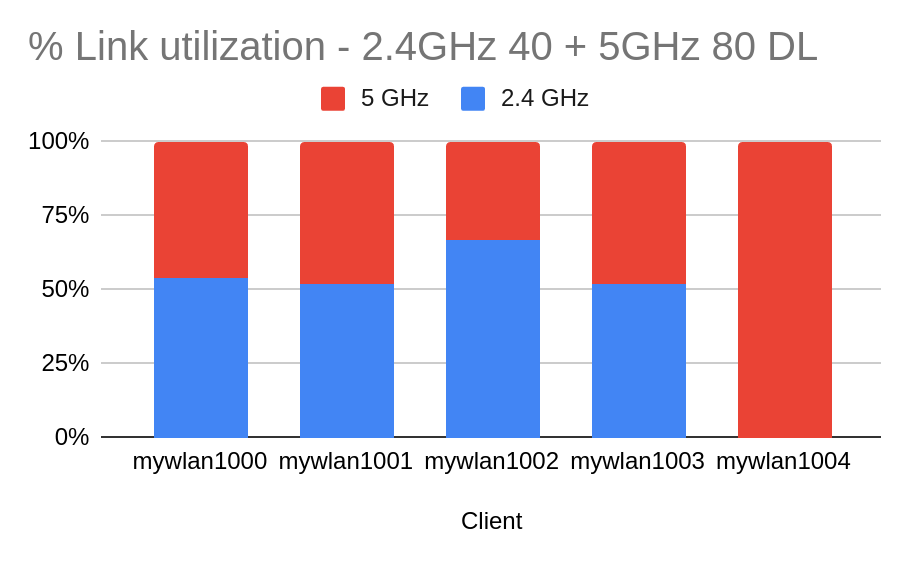 % Link utilization - 2.4GHz 40 + 5GHz 80 DL
5 GHz 2.4 GHz
100%
75%
50%
25%
0%
mywlan1000 mywlan1001 mywlan1002 mywlan1003 mywlan1004
Client